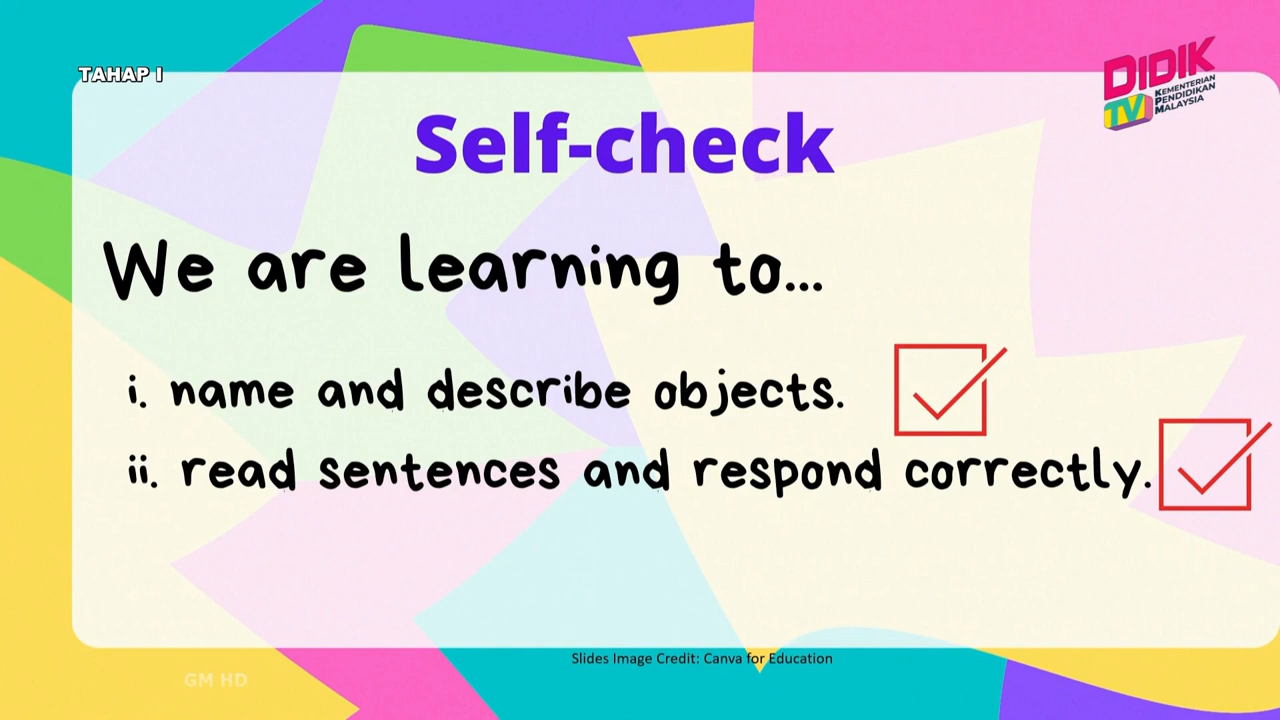 TAHAP I
DIDIK
TV
KEMENTERIAN
PENDIDIKAN
MALAYSIA
Self-check
We are learning to...
i. name and describe objects.
ii. read sentences and respond correctly.
Slides Image Credit: Canva for Education
GM HD